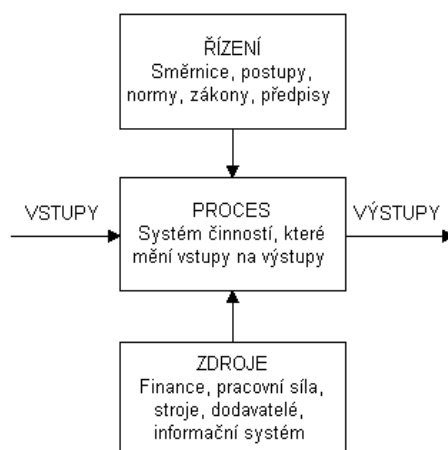 ŘÍZENÍ
Směrnice, postupy,
normy, zákony, předpisy
VSTUPY
PROCES
Systém činností, které
mění vstupy na výstupy
VÝSTUPY
ZDROJE
Finance, pracovní síla,
stroje, dodavatelé,
informační systém